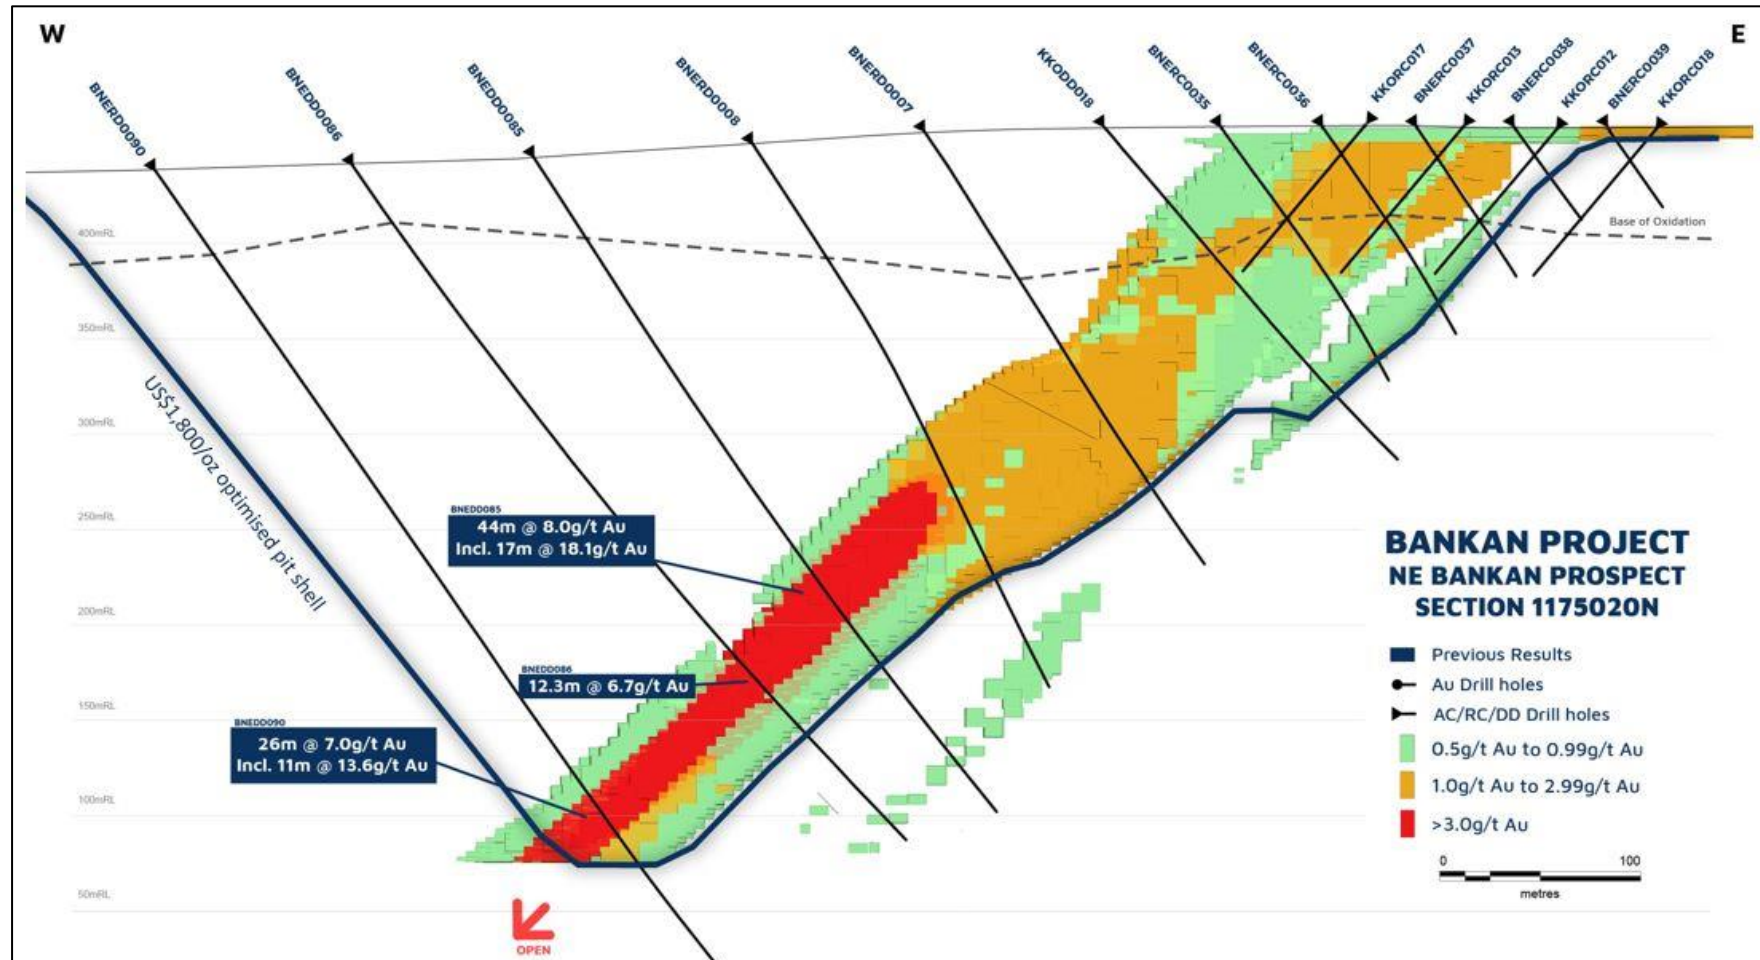 W
E
BNERD0090
BNEDD0086
BNEDD0085
BNERD0008
BNERD0007
KKODD018
BNERC0035
BNERC0036
KKORC017
BNERC0037
KKORC013
BNERC0038
KKORC012
BNERC0039
KKORC018
Base of Oxidation
400mRL
350mRL
300mRL
250mRL
200mRL
150mRL
100mRL
50mRL
US$1,800/oz optimised pit shell
BNEDD085
44m @ 8.0g/t Au
Incl. 17m @ 18.1g/t Au
BNEDD086
12.3m @ 6.7g/t Au
BNEDD090
26m @ 7.0g/t Au
Incl. 11m @ 13.6g/t Au
OPEN
BANKAN PROJECT
NE BANKAN PROSPECT
SECTION 1175020N
Previous Results
Au Drill holes
AC/RC/DD Drill holes
0.5g/t Au to 0.99g/t Au
1.0g/t Au to 2.99g/t Au
>3.0g/t Au
0 100
metres